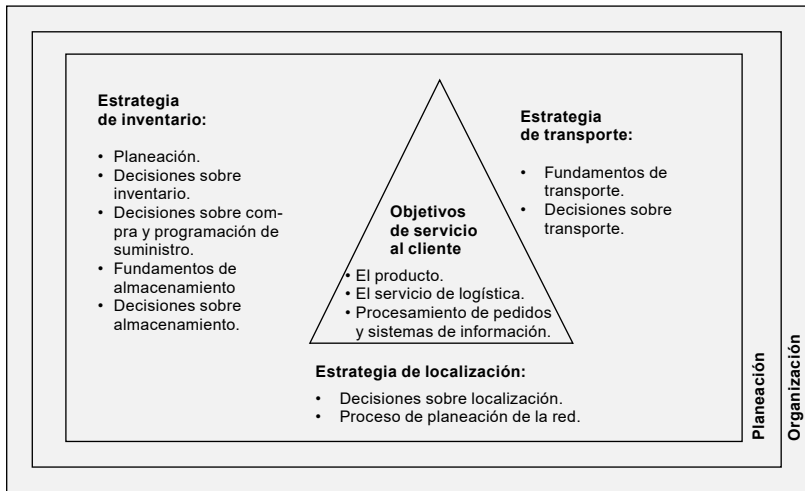 Estrategia
de inventario:
• Planeación.
• Decisiones sobre
inventario.
• Decisiones sobre com-
pra y programación de
suministro.
• Fundamentos de
almacenamiento
• Decisiones sobre
almacenamiento.
Objetivos
de servicio
al cliente
• El producto.
• El servicio de logística.
• Procesamiento de pedidos
y sistemas de información.
Estrategia
de transporte:
• Fundamentos de
transporte.
• Decisiones sobre
transporte.
Estrategia de localización:
• Decisiones sobre localización.
• Proceso de planeación de la red.
Planeación
Organización